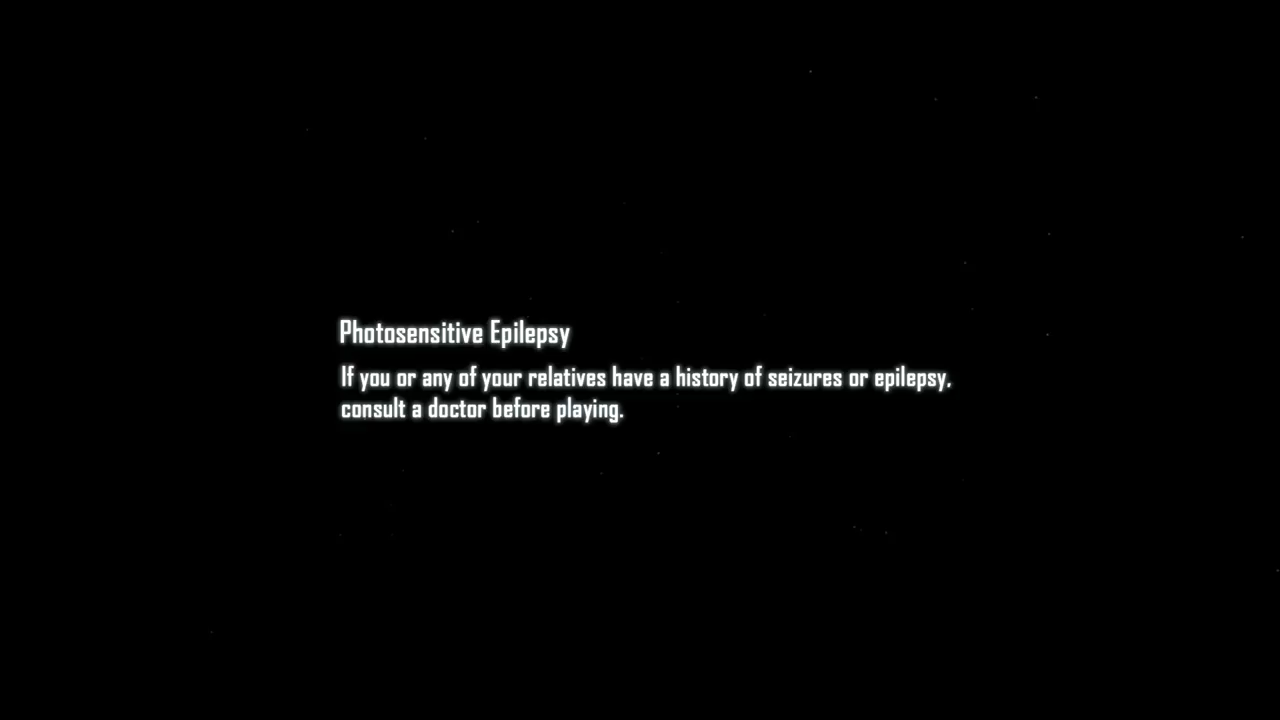 Photosensitive Epilepsy
If you or any of your relatives have a history of seizures or epilepsy,
consult a doctor before playing.